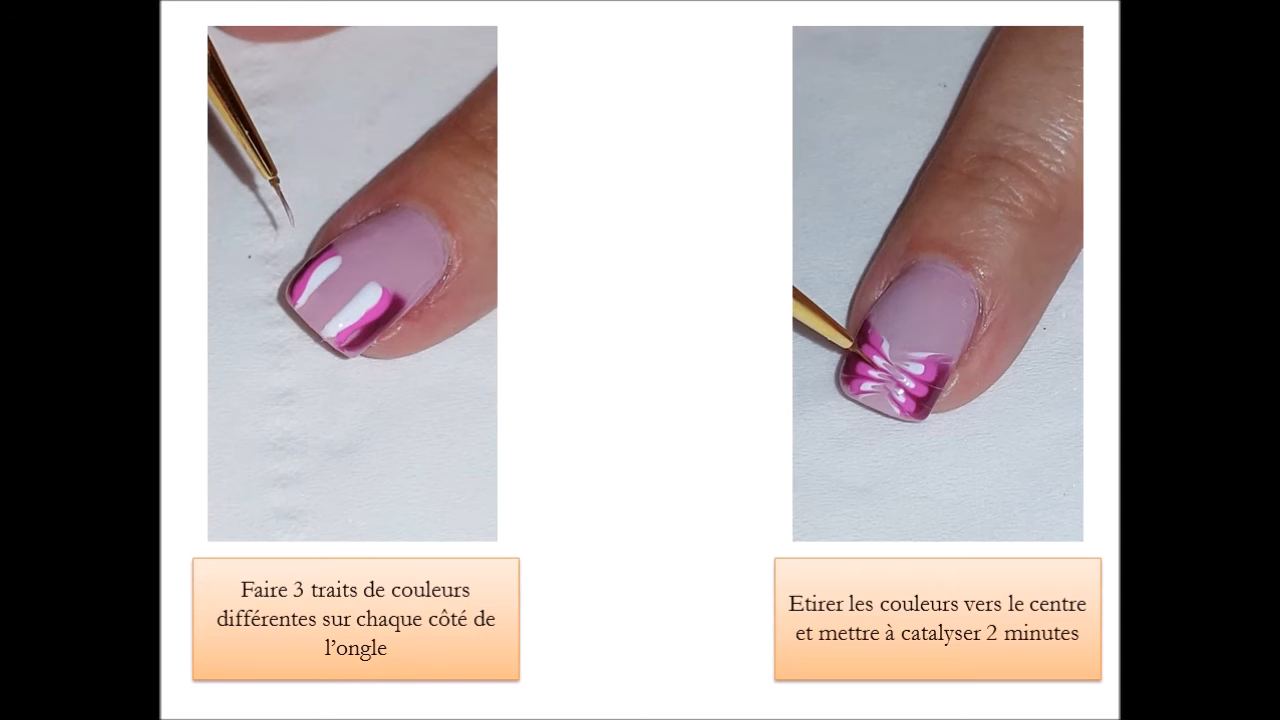 Faire 3 traits de couleurs
différentes sur chaque côté de
l'ongle
Etirer les couleurs vers le centre
et mettre à catalyser 2 minutes